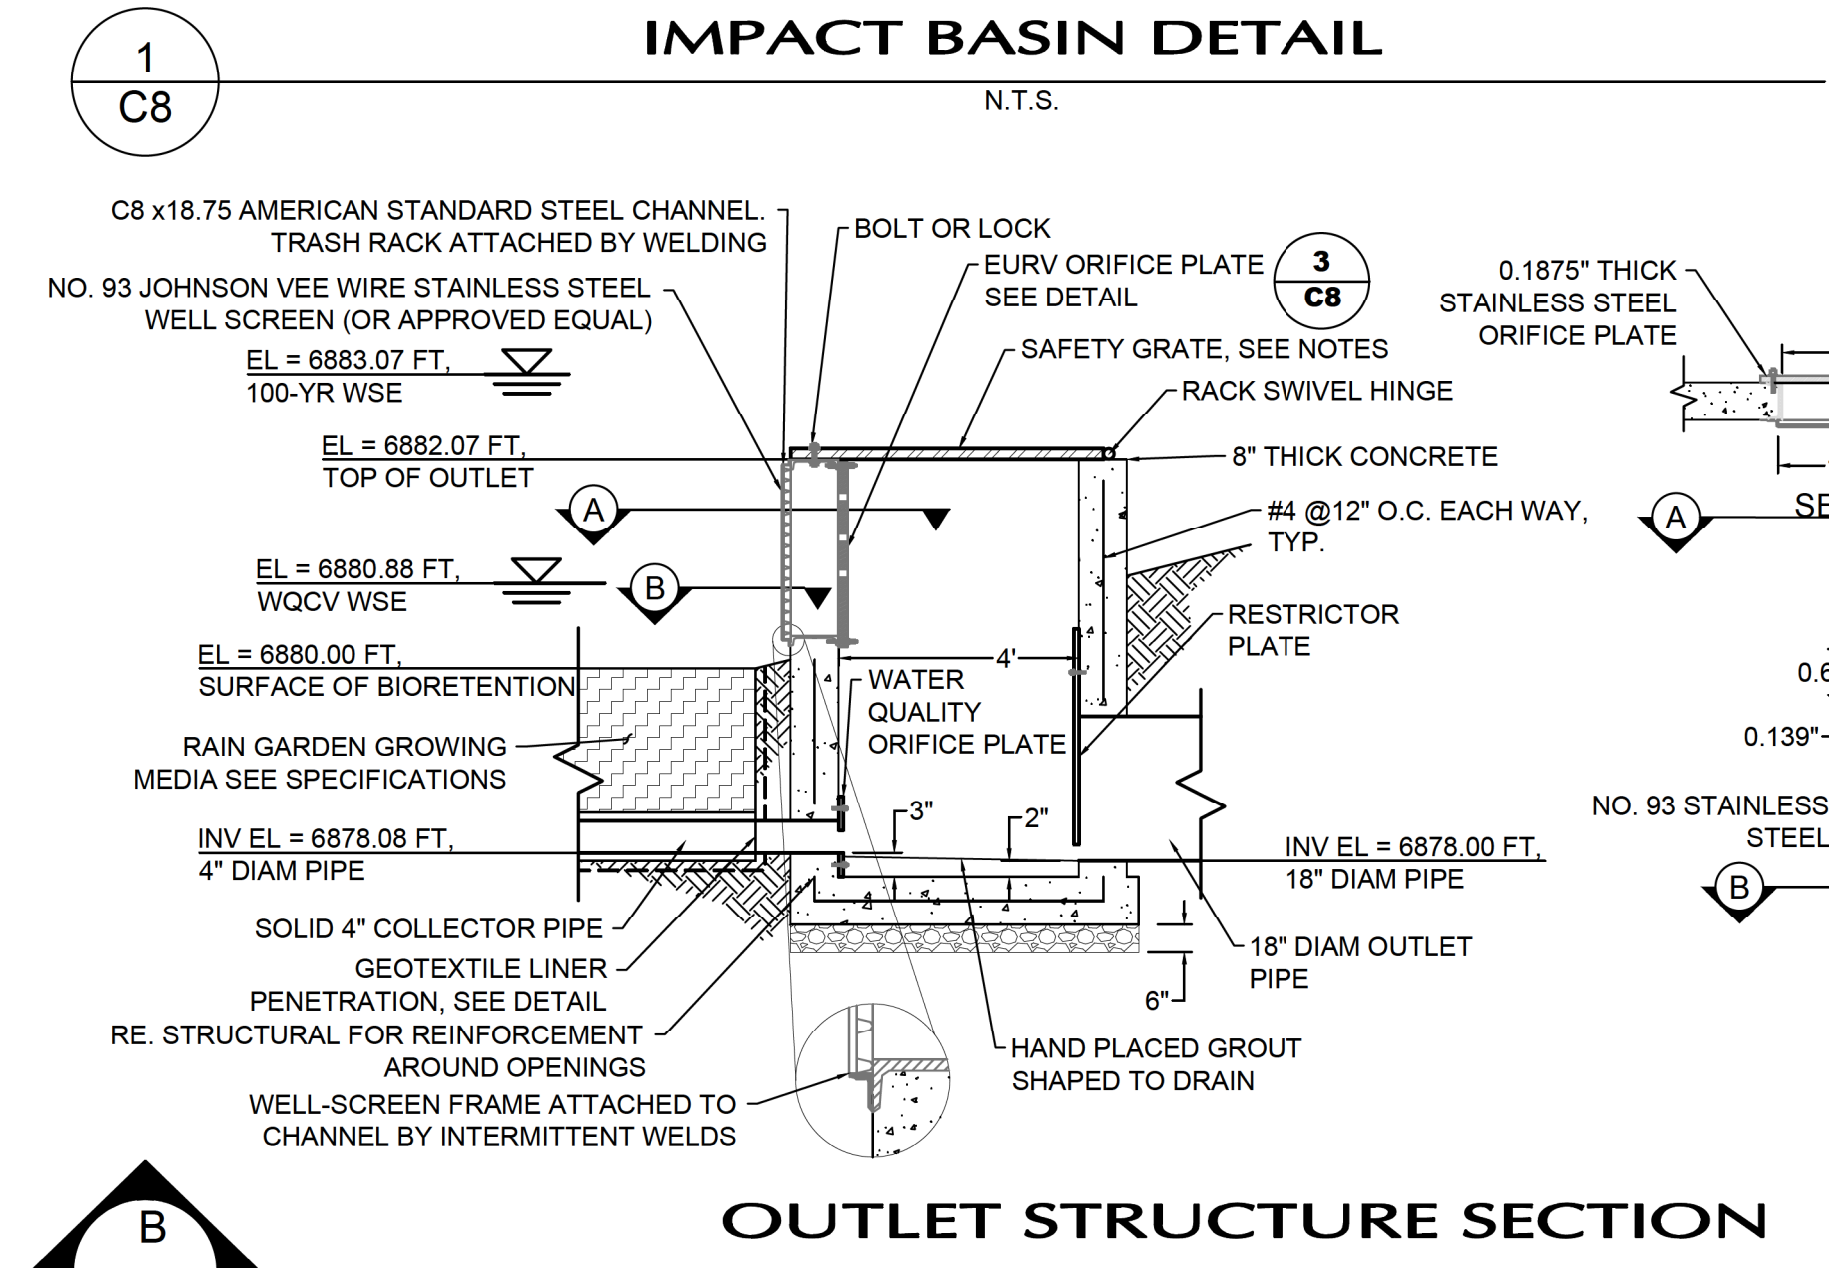 1
C8
IMPACT BASIN DETAIL
N.T.S.
C8 x18.75 AMERICAN STANDARD STEEL CHANNEL.
TRASH RACK ATTACHED BY WELDING
NO. 93 JOHNSON VEE WIRE STAINLESS STEEL
WELL SCREEN (OR APPROVED EQUAL)
EL = 6883.07 FT,
100-YR WSE
EL = 6882.07 FT,
TOP OF OUTLET
A
EL = 6880.88 FT,
WQCV WSE
B
EL = 6880.00 FT,
SURFACE OF BIORETENTION
RAIN GARDEN GROWING
MEDIA SEE SPECIFICATIONS
INV EL = 6878.08 FT,
4" DIAM PIPE
SOLID 4" COLLECTOR PIPE
GEOTEXTILE LINER
PENETRATION, SEE DETAIL
RE. STRUCTURAL FOR REINFORCEMENT
AROUND OPENINGS
WELL-SCREEN FRAME ATTACHED TO
CHANNEL BY INTERMITTENT WELDS
BOLT OR LOCK
EURV ORIFICE PLATE
SEE DETAIL
3
C8
SAFETY GRATE, SEE NOTES
RACK SWIVEL HINGE
8" THICK CONCRETE
#4 @12" O.C. EACH WAY,
TYP.
RESTRICTOR
PLATE
4'
WATER
QUALITY
ORIFICE PLATE
3"
2"
INV EL = 6878.00 FT,
18" DIAM PIPE
18" DIAM OUTLET
PIPE
6"
HAND PLACED GROUT
SHAPED TO DRAIN
0.1875" THICK
STAINLESS STEEL
ORIFICE PLATE
A
SE
0.6
0.139"
NO. 93 STAINLESS
STEEL
B
B
OUTLET STRUCTURE SECTION